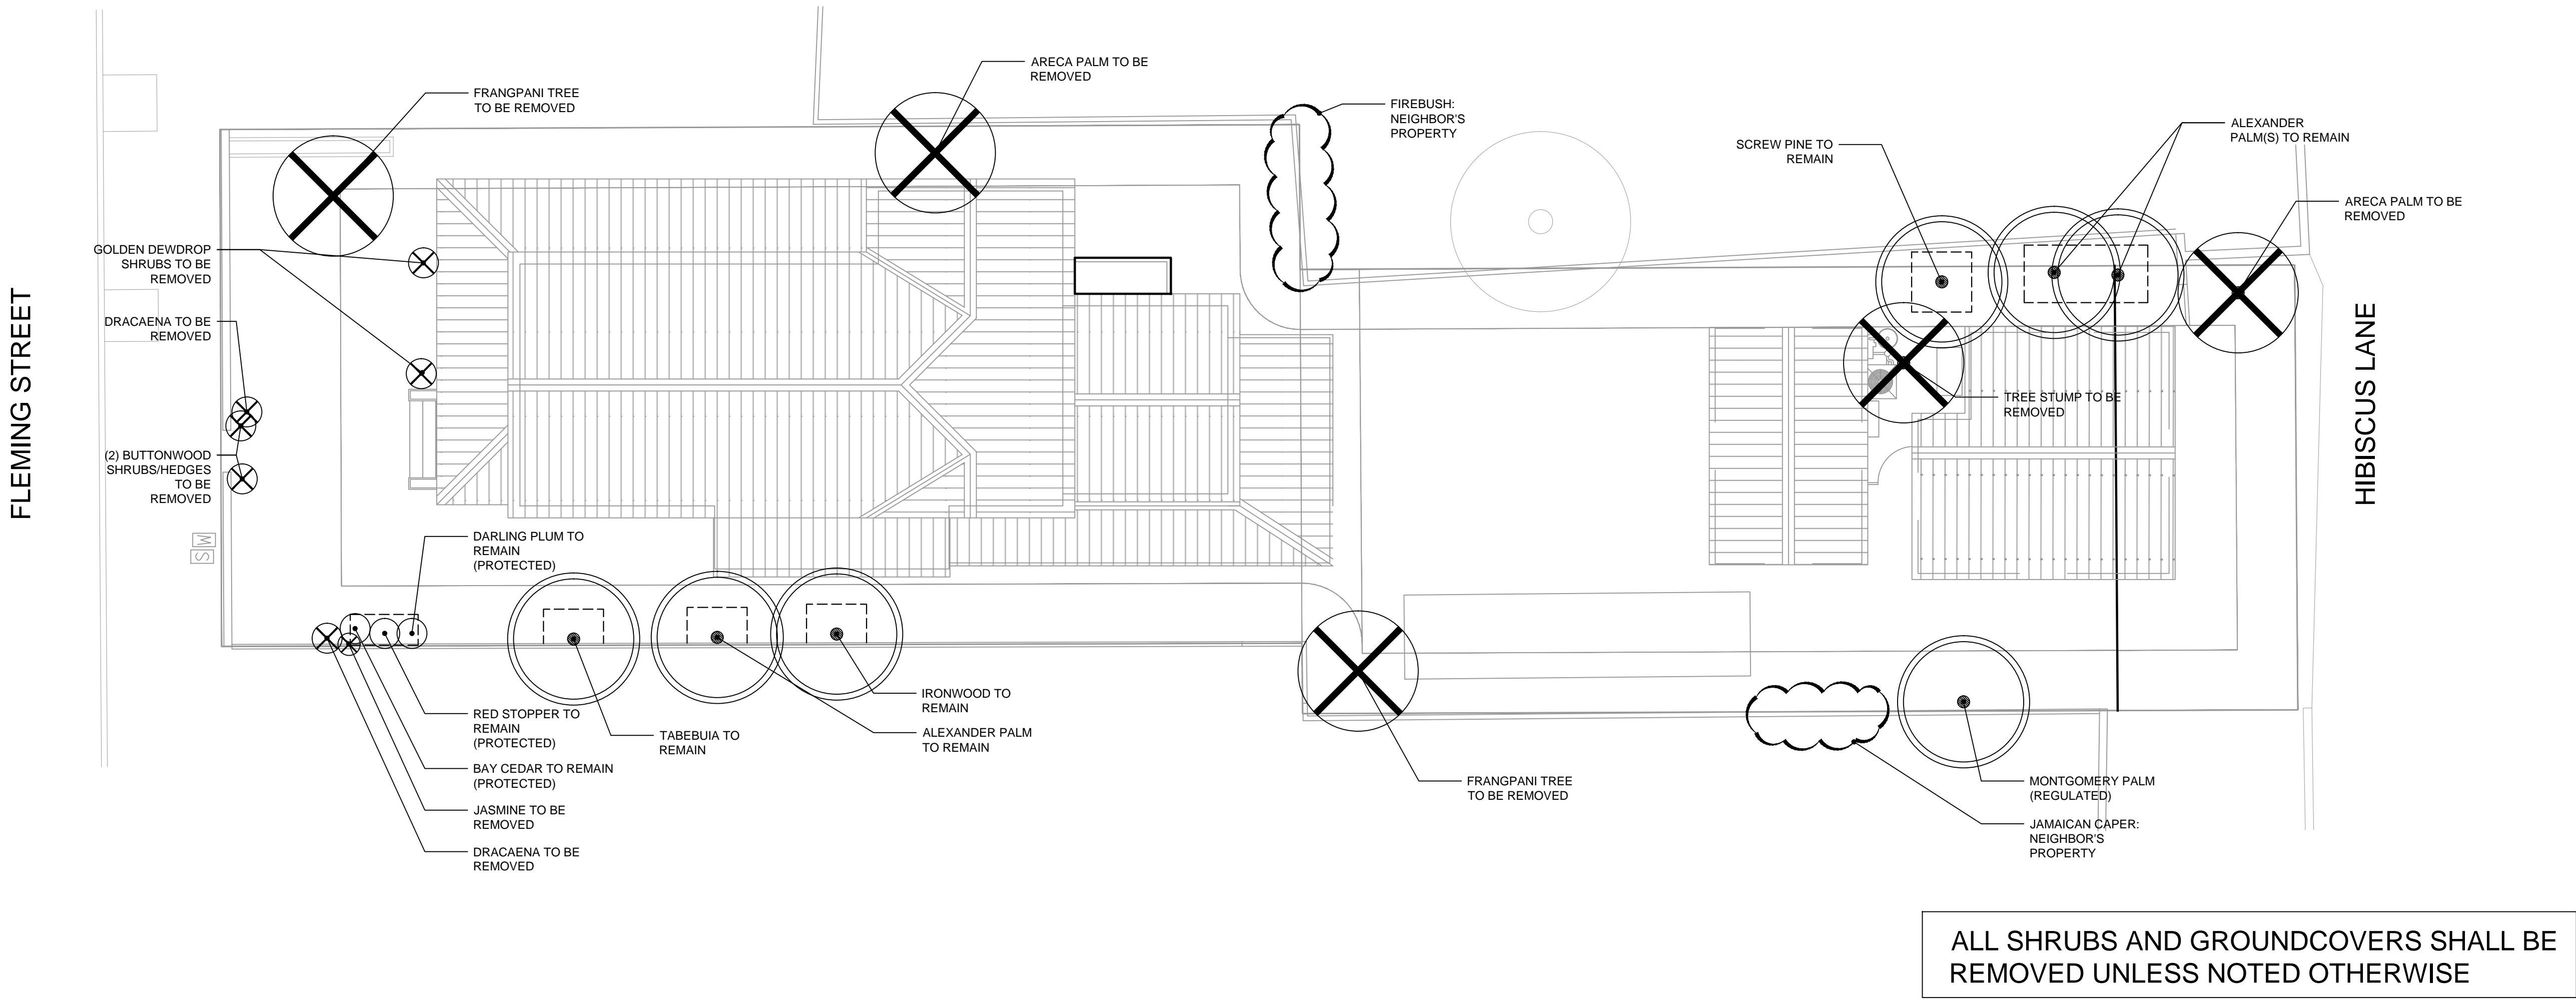 ARECA PALM TO BE
REMOVED
FRANGPANI TREE
TO BE REMOVED
FIREBUSH:
NEIGHBOR'S
PROPERTY
ALEXANDER
PALM(S) TO REMAIN
SCREW PINE TO
REMAIN
ARECA PALM TO BE
REMOVED
GOLDEN DEWDROP
SHRUBS TO BE
REMOVED
DRACAENA TO BE
REMOVED
FLEMING STREET
HIBISCUS LANE
TREE STUMP TO BE
REMOVED
(2) BUTTONWOOD
SHRUBS/HEDGES
TO BE
REMOVED
W
S
DARLING PLUM TO
REMAIN
(PROTECTED)
RED STOPPER TO
REMAIN
(PROTECTED)
BAY CEDAR TO REMAIN
(PROTECTED)
JASMINE TO BE
REMOVED
DRACAENA TO BE
REMOVED
TABEBUIA TO
REMAIN
IRONWOOD TO
REMAIN
ALEXANDER PALM
TO REMAIN
FRANGPANI TREE
TO BE REMOVED
MONTGOMERY PALM
(REGULATED)
JAMAICAN CAPER:
NEIGHBOR'S
PROPERTY
ALL SHRUBS AND GROUNDCOVERS SHALL BE
REMOVED UNLESS NOTED OTHERWISE